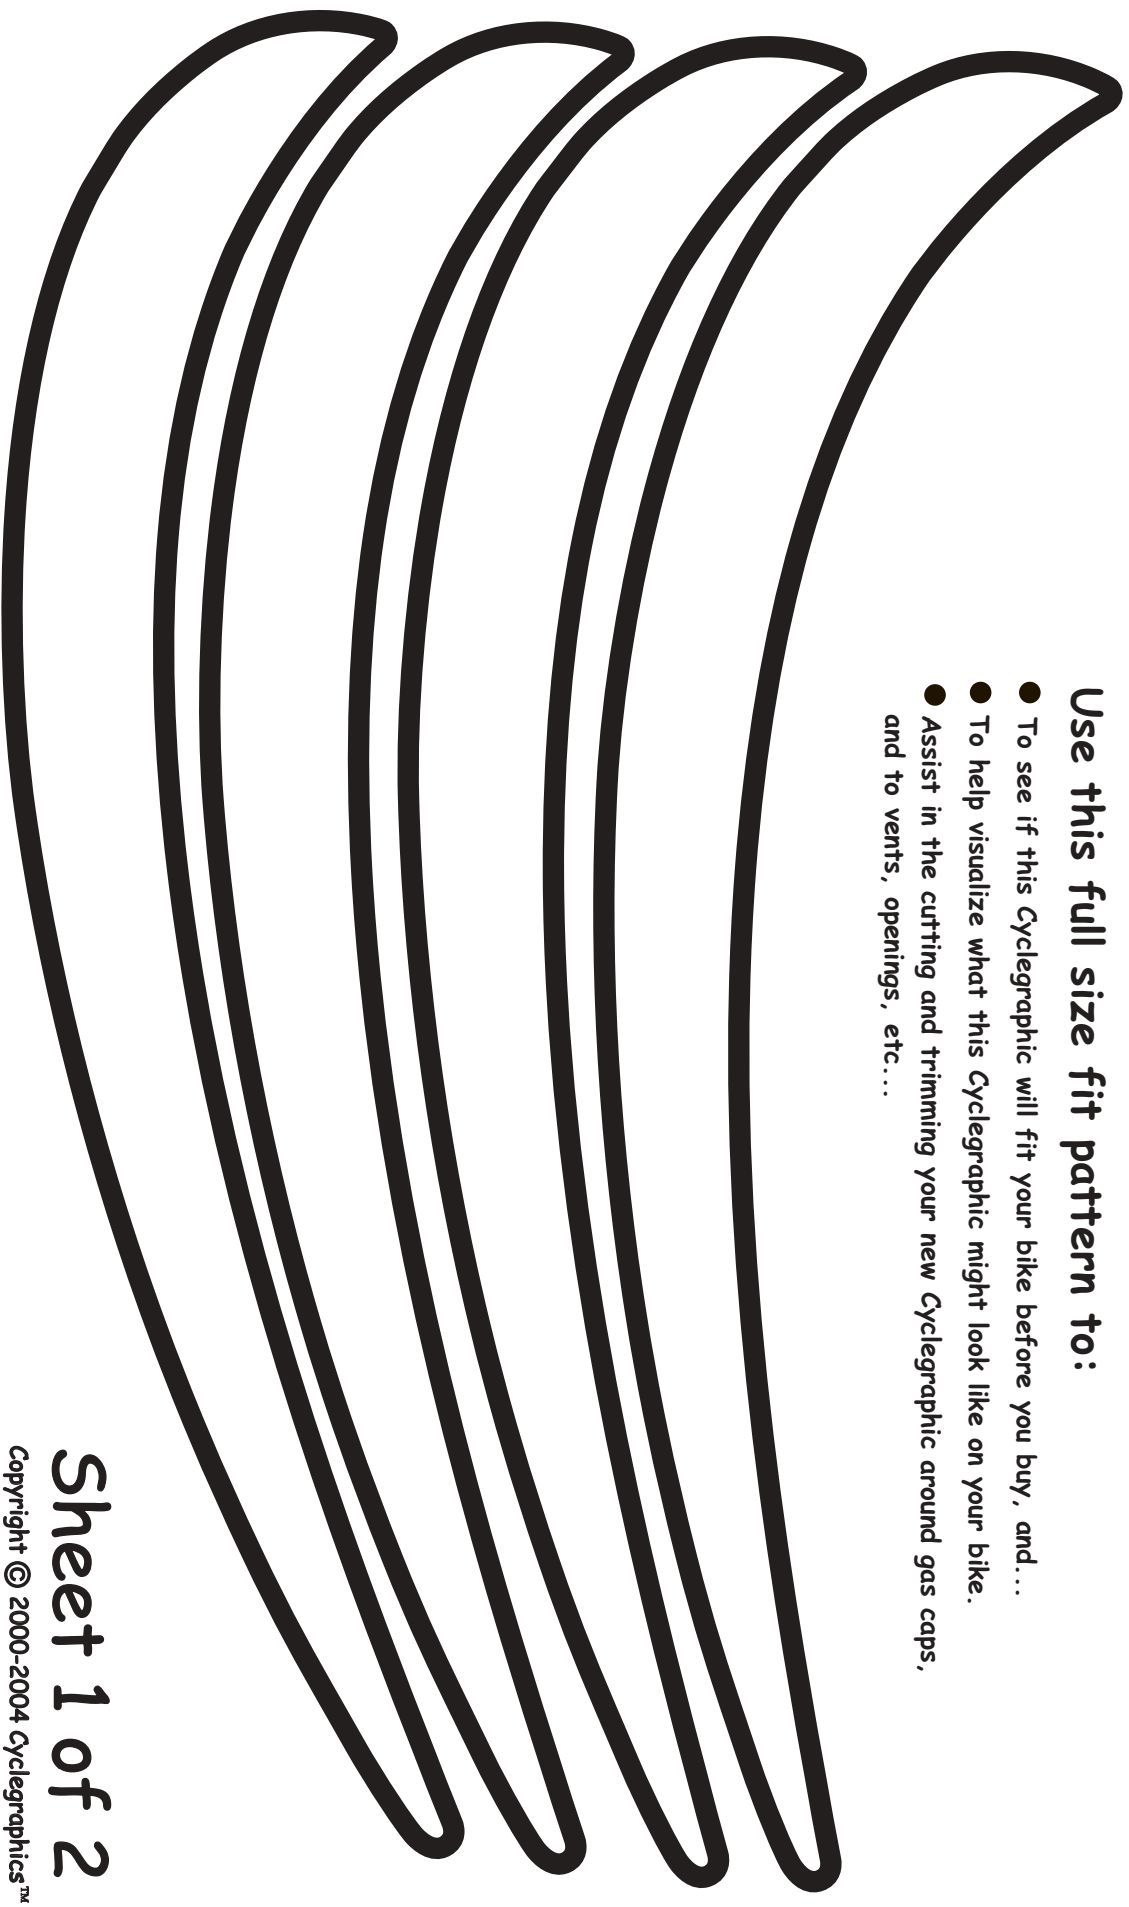 Use this full size fit pattern to:
● To see if this Cyclegraphic will fit your bike before you buy, and...
● To help visualize what this Cyclegraphic might look like on your bike.
● Assist in the cutting and trimming your new Cyclegraphic around gas caps,
and to vents, openings, etc...
Sheet 1 of 2
Copyright © 2000-2004 Cyclegraphics™